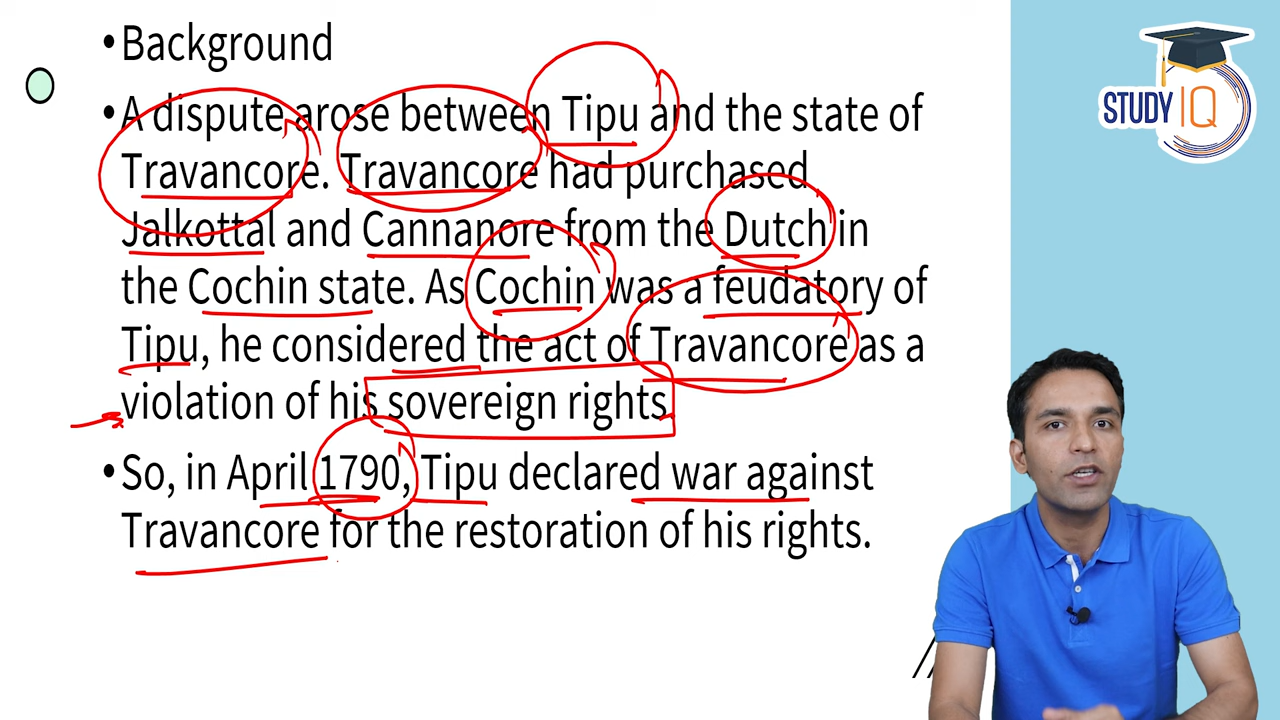 • Background
• A dispute arose between Tipu and the state of
Travancore. Travancore had purchased
Jalkottal and Cannanore from the Dutch in
the Cochin state. As Cochin was a feudatory of
Tipu, he considered the act of Travancore as a
violation of his sovereign rights.
• So, in April 1790, Tipu declared war against
Travancore for the restoration of his rights.
STUDY IQ